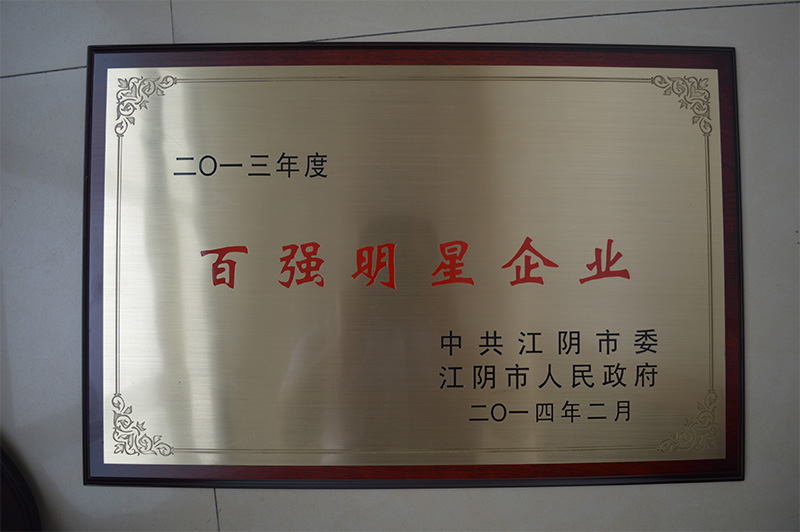 二〇一三年度
百强明星企业
中共江阴市委
江阴市人民政府
二〇一四年二月